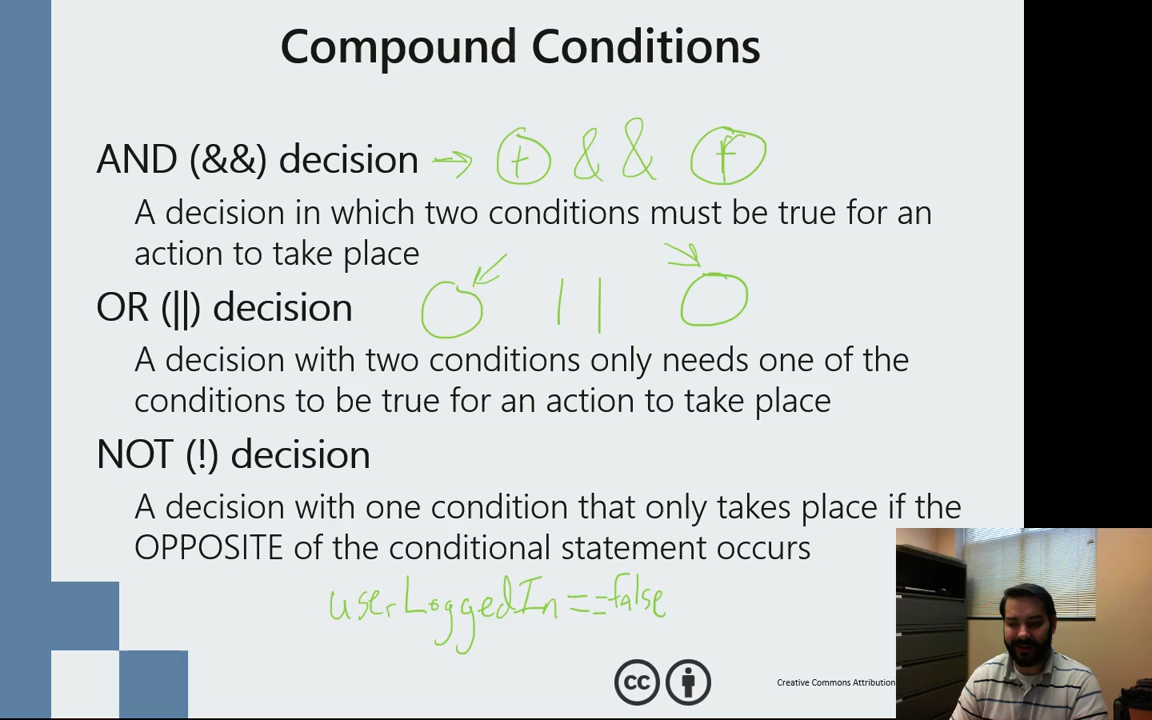 Compound Conditions
AND (&&) decision → t && f
A decision in which two conditions must be true for an
action to take place
OR (||) decision ||
A decision with two conditions only needs one of the
conditions to be true for an action to take place
NOT (!) decision
A decision with one condition that only takes place if the
OPPOSITE of the conditional statement occurs
userLoggedIn==false
cc
Creative Commons Attribution